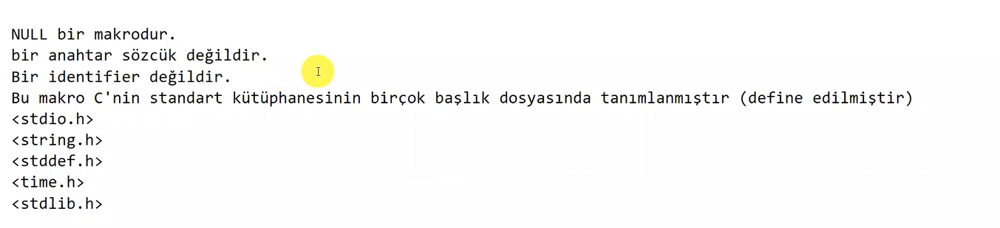 NULL bir makrodur.
bir anahtar sözcük değildir.
Bir identifier değildir.
Bu makro C'nin standart kütüphanesinin birçok başlık dosyasında tanımlanmıştır (define edilmiştir)
<stdio.h>
<string.h>
<stddef.h>
<time.h>
<stdlib.h>